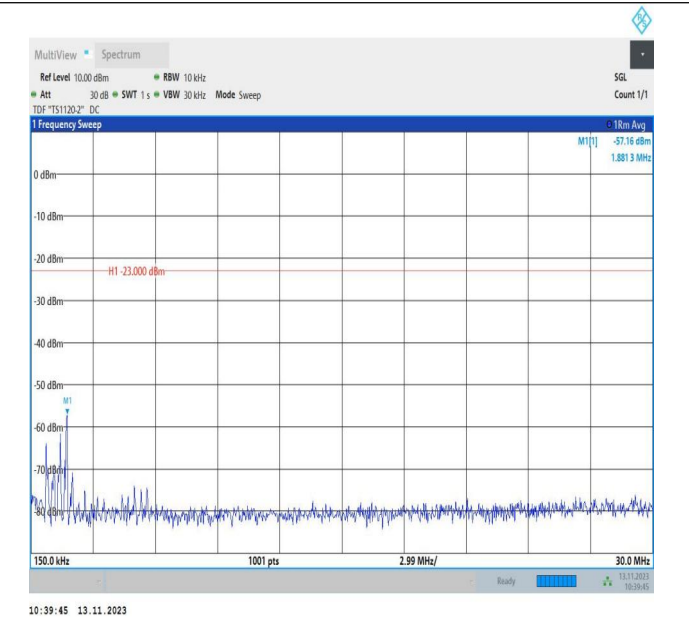 MultiView Spectrum
Ref Level 10.00 dBm RBW 10 kHz SGL
Att 30 dB SWT 1 s VBW 30 kHz Mode Sweep Count 1/1
TDF "TS1120-2" DC
1 Frequency Sweep 1Rm Avg
M1[1] -57.16 dBm
1.881 3 MHz
0 dBm
-10 dBm
-20 dBm
H1 -23.000 dBm
-30 dBm
-40 dBm
-50 dBm
M1
-60 dBm
-70 dBm
-80 dBm
150.0 kHz 1001 pts 2.99 MHz/ 30.0 MHz
Ready 13.11.2023
10:39:45
10:39:45 13.11.2023